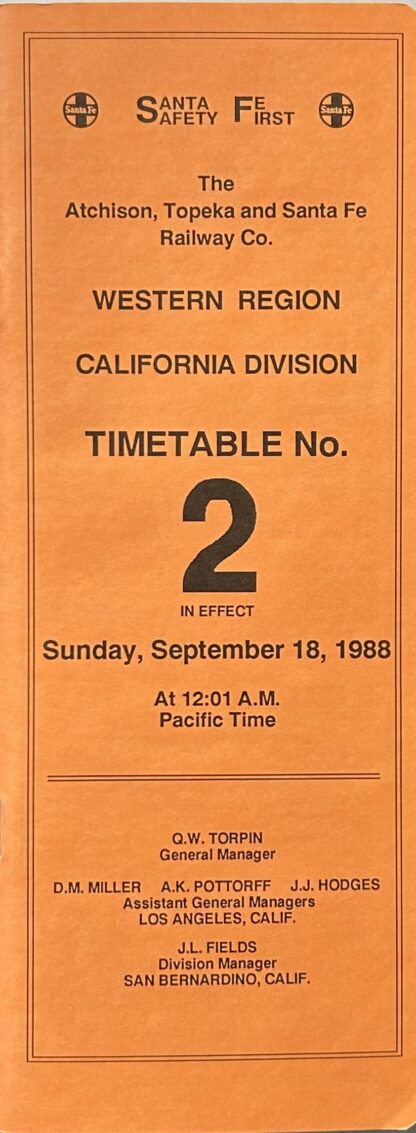 Santa Fe SANTA FE Santa Fe
SAFETY FIRST
The
Atchison, Topeka and Santa Fe
Railway Co.
WESTERN REGION
CALIFORNIA DIVISION
TIMETABLE No.
2
IN EFFECT
Sunday, September 18, 1988
At 12:01 A.M.
Pacific Time
Q.W. TORPIN
General Manager
D.M. MILLER A.K. POTTORFF J.J. HODGES
Assistant General Managers
LOS ANGELES, CALIF.
J.L. FIELDS
Division Manager
SAN BERNARDINO, CALIF.